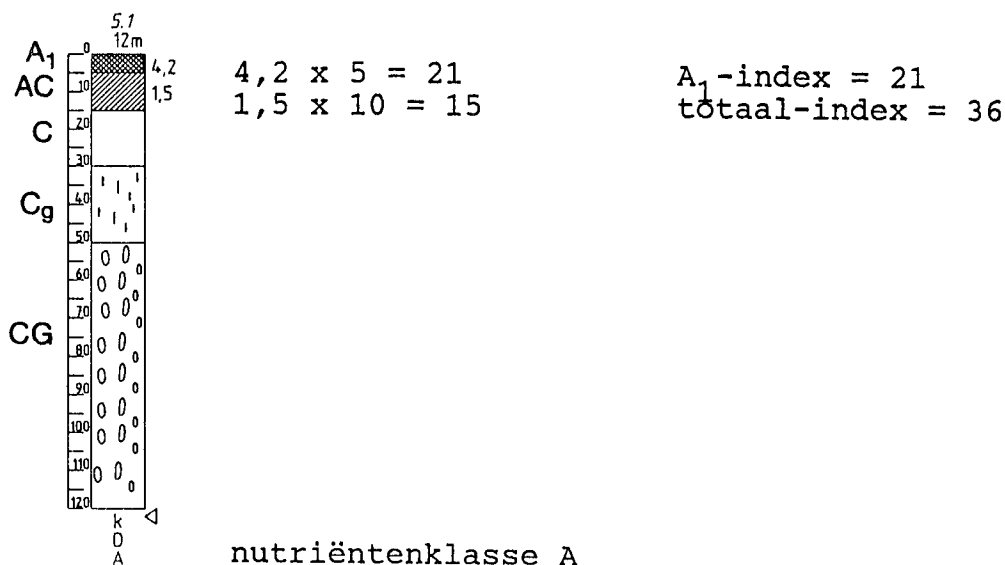 5.1
12m
A₁ 0 4,2 4,2 x 5 = 21 A₁-index = 21
AC 10 1,5 1,5 x 10 = 15 totaal-index = 36
C 20
30
Cg 40
50
60
70
CG 80
90
100
110
120
k
D
A
nutriëntenklasse A